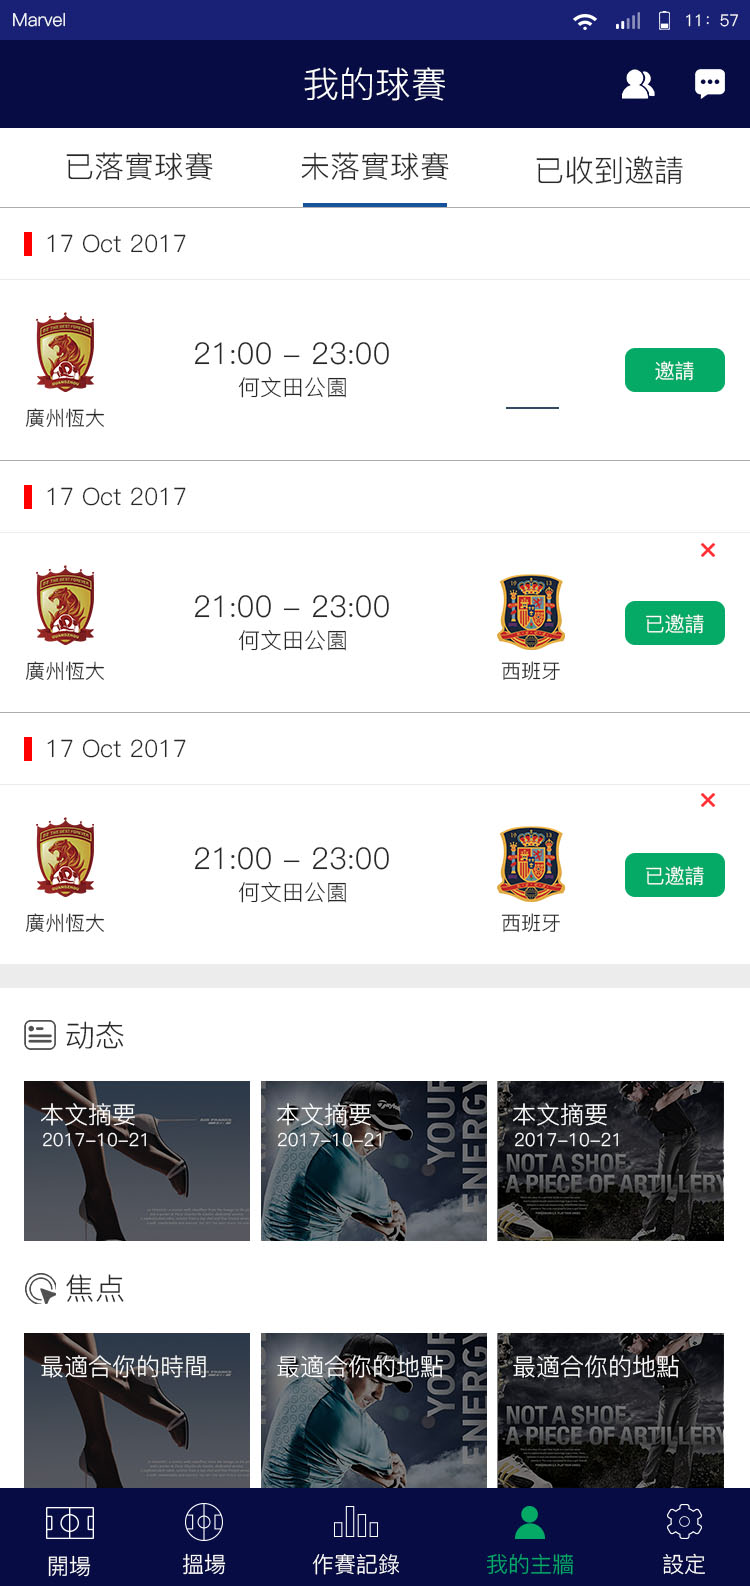 Marvel
11: 57
我的球賽
已落實球賽
未落實球賽
已收到邀請
17 Oct 2017
21:00 – 23:00
何文田公園
邀請
廣州恆大
17 Oct 2017
21:00 – 23:00
何文田公園
已邀請
廣州恆大
西班牙
17 Oct 2017
21:00 – 23:00
何文田公園
已邀請
廣州恆大
西班牙
动态
本文摘要
2017-10-21
本文摘要
2017-10-21
YOUR
ENERGY
本文摘要
2017-10-21
NOT A SHOE,
A PIECE OF ARTILLERY
焦点
最適合你的時間
最適合你的地點
YOUR
ENERGY
最適合你的地點
NOT A SHOE,
A PIECE OF ARTILLERY
開場
搵場
作賽記錄
我的主牆
設定